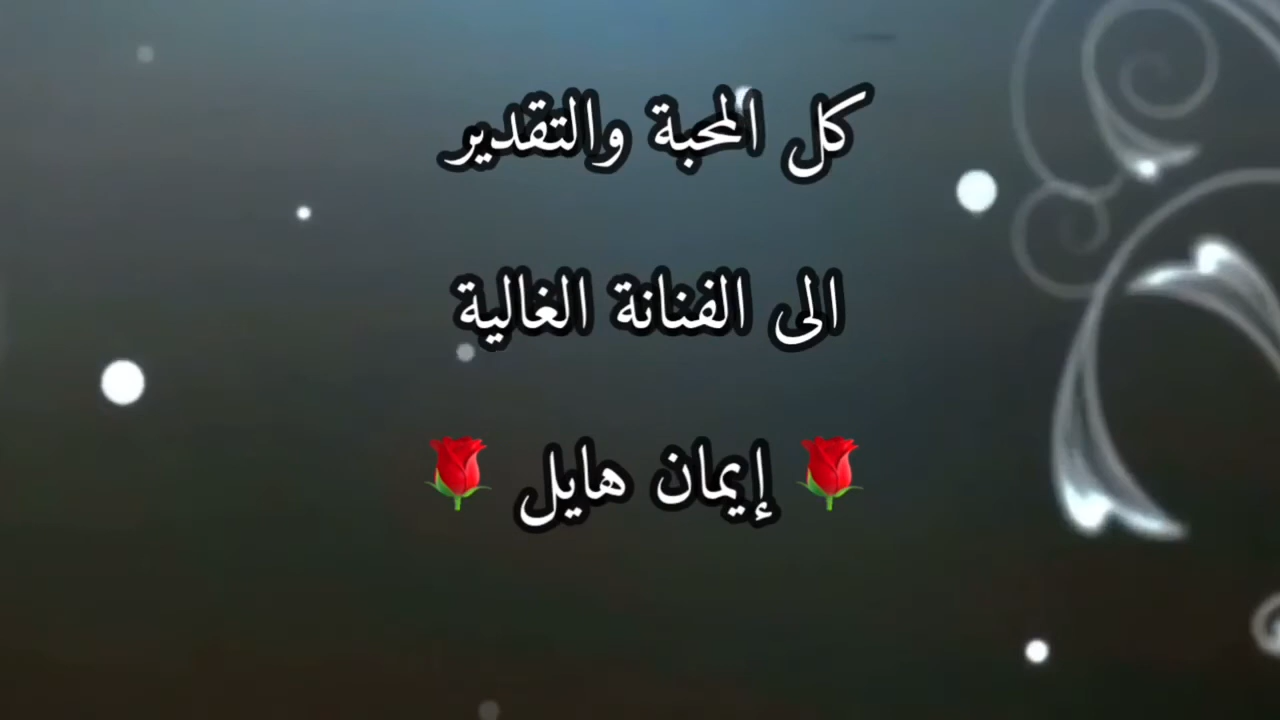 كل المحبة والتقدير
الى الفنانة الغالية
🌹 إيمان هايل 🌹